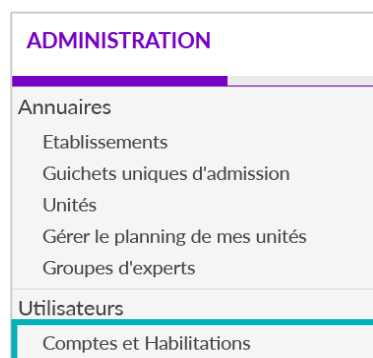 ADMINISTRATION
Annuaires
Etablissements
Guichets uniques d'admission
Unités
Gérer le planning de mes unités
Groupes d'experts
Utilisateurs
Comptes et Habilitations